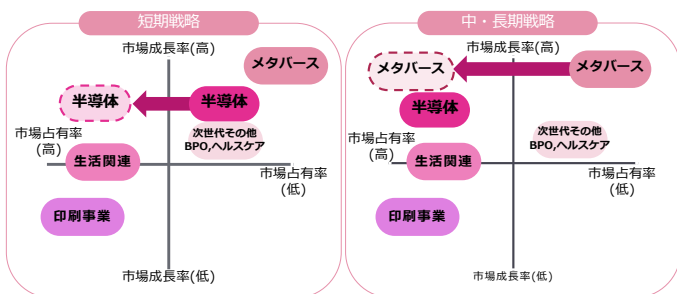 短期戦略
市場成長率(高)
メタバース
半導体
半導体
市場占有率
(高)
次世代その他
BPO,ヘルスケア
生活関連
市場占有率
(低)
印刷事業
市場成長率(低)
中・長期戦略
市場成長率(高)
メタバース
メタバース
半導体
市場占有率
(高)
次世代その他
BPO,ヘルスケア
生活関連
市場占有率
(低)
印刷事業
市場成長率(低)